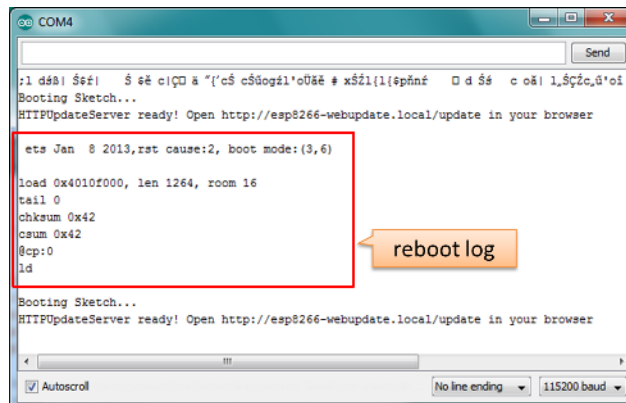 COM4
Send
Booting Sketch...
HTTPUpdateServer ready! Open http://esp8266-webupdate.local/update in your browser
ets Jan  8 2013,rst cause:2, boot mode:(3,6)
load 0x4010f000, len 1264, room 16
tail 0
chksum 0x42
csum 0x42
@cp:0
ld
reboot log
Booting Sketch...
HTTPUpdateServer ready! Open http://esp8266-webupdate.local/update in your browser
Autoscroll
No line ending
115200 baud